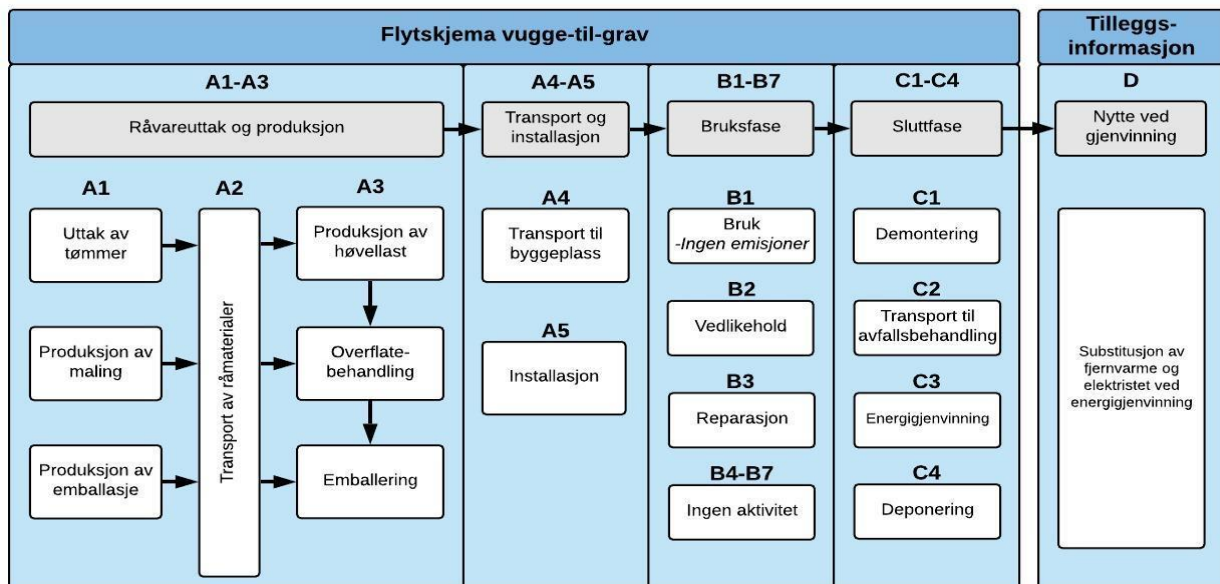 Flytskjema vugge-til-grav
Tilleggs-
informasjon
A1-A3
A4-A5
B1-B7
C1-C4
D
Råvareuttak og produksjon
Transport og
installasjon
Bruksfase
Sluttfase
Nytte ved
gjenvinning
A1
Uttak av
tømmer
Produksjon av
maling
Produksjon av
emballasje
A2
Transport av råmaterialer
A3
Produksjon av
høvellast
Overflate-
behandling
Emballering
A4
Transport til
byggeplass
A5
Installasjon
B1
Bruk
-Ingen emisjoner
B2
Vedlikehold
B3
Reparasjon
B4-B7
Ingen aktivitet
C1
Demontering
C2
Transport til
avfallsbehandling
C3
Energigjenvinning
C4
Deponering
Substitusjon av
fjernvarme og
elektristet ved
energigjenvinning